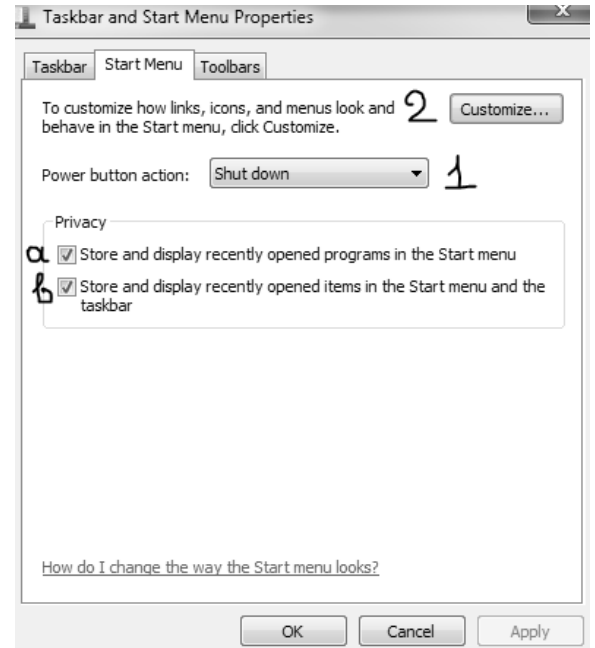 Taskbar and Start Menu Properties
Taskbar Start Menu Toolbars
To customize how links, icons, and menus look and 2 Customize...
behave in the Start menu, click Customize.
Power button action: Shut down 1
Privacy
a Store and display recently opened programs in the Start menu
b Store and display recently opened items in the Start menu and the
taskbar
How do I change the way the Start menu looks?
OK Cancel Apply